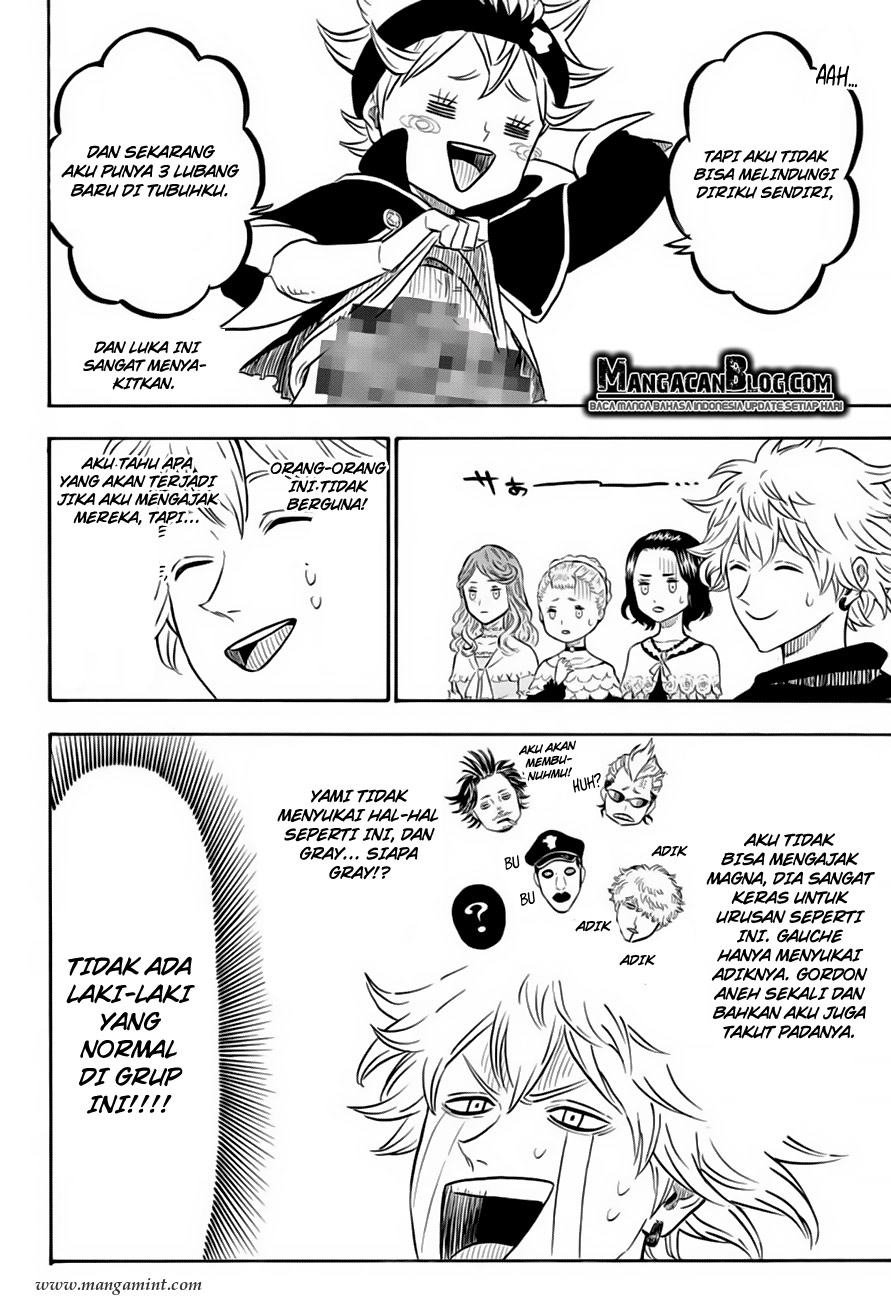 AAH...
TAPI AKU TIDAK
BISA MELINDUNGI
DIRIKU SENDIRI,
DAN SEKARANG
AKU PUNYA 3 LUBANG
BARU DI TUBUHKU.
DAN LUKA INI
SANGAT MENYA-
KITKAN.
MANGACANBLOG.COM
BACA MANGA BAHASA INDONESIA UPDATE SETIAP HARI
さぁ――...
ORANG-ORANG
INI TIDAK
BERGUNA!
AKU TAHU APA
YANG AKAN TERJADI
JIKA AKU MENGAJAK
MEREKA, TAPI...
AKU TIDAK
BISA MENGAJAK
MAGNA, DIA SANGAT
KERAS UNTUK
URUSAN SEPERTI
INI. GAUCHE
HANYA MENYUKAI
ADIKNYA. GORDON
ANEH SEKALI DAN
BAHKAN AKU JUGA
TAKUT PADANYA.
HUH?
AKU AKAN
MEMBU-
NUHMU!
ADIK
ADIK
ADIK
BU
BU
?
YAMI TIDAK
MENYUKAI HAL-HAL
SEPERTI INI, DAN
GRAY... SIAPA
GRAY!?
TIDAK ADA
LAKI-LAKI
YANG
NORMAL
DI GRUP
INI!!!!
www.mangamint.com